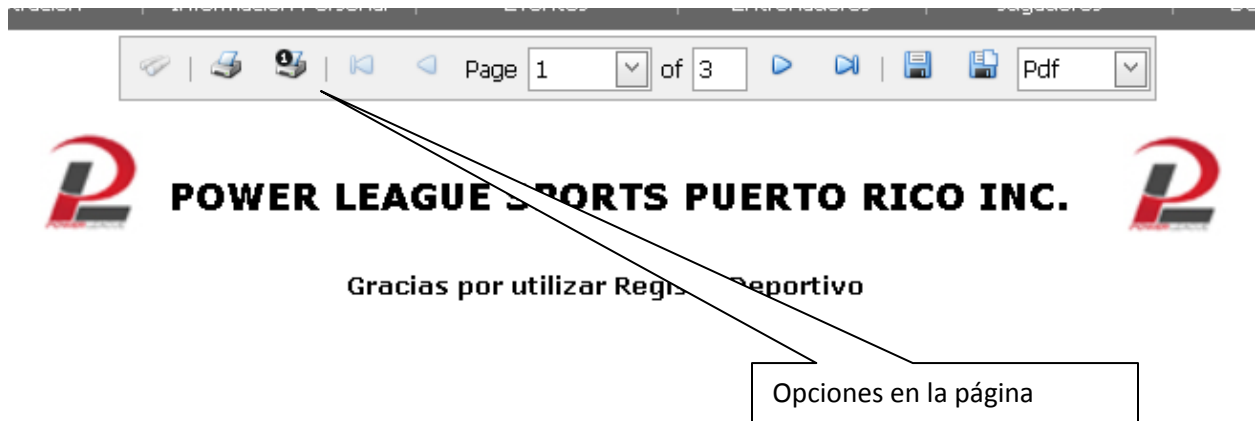 Page 1 of 3 Pdf
POWER LEAGUE SPORTS PUERTO RICO INC.
Gracias por utilizar Registro Deportivo
Opciones en la página